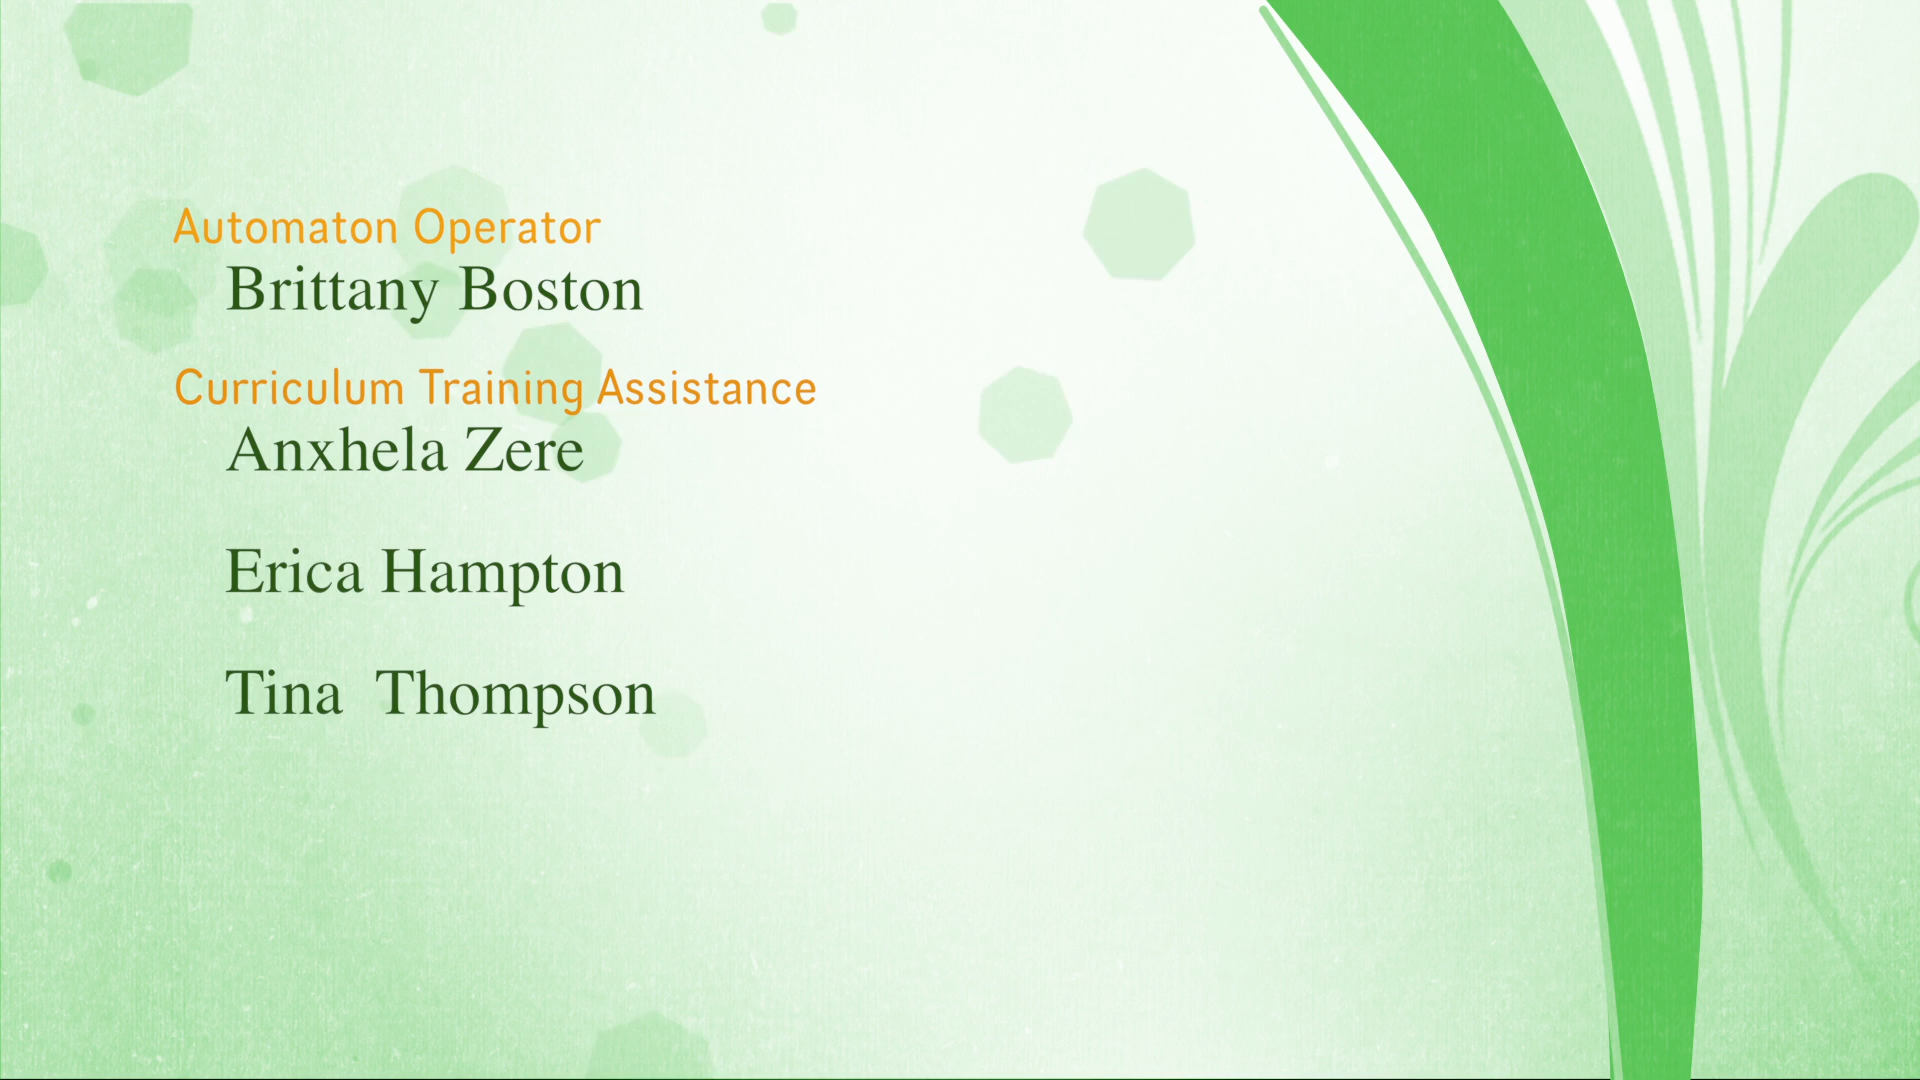 Automaton Operator
Brittany Boston
Curriculum Training Assistance
Anxhela Zere
Erica Hampton
Tina  Thompson